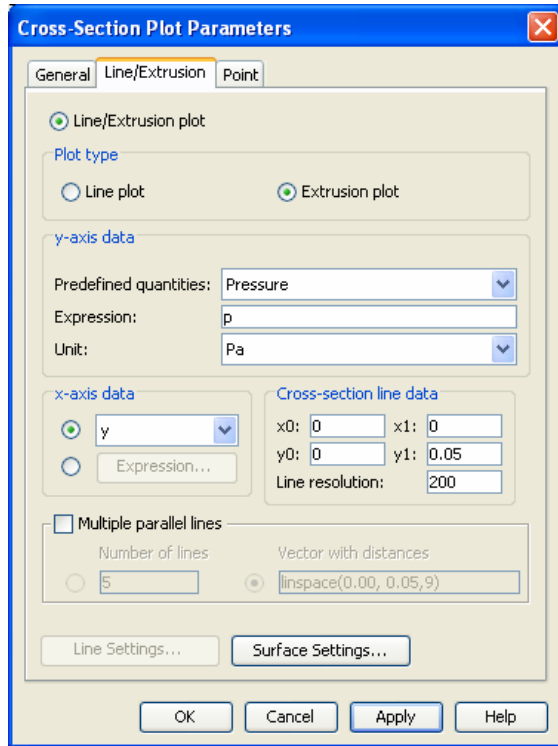 Cross-Section Plot Parameters
General Line/Extrusion Point
Line/Extrusion plot
Plot type
Line plot Extrusion plot
y-axis data
Predefined quantities: Pressure
Expression: p
Unit: Pa
x-axis data Cross-section line data
y x0: 0 x1: 0
Expression... y0: 0 y1: 0.05
Line resolution: 200
Multiple parallel lines
Number of lines Vector with distances
5 linspace(0.00, 0.05,9)
Line Settings... Surface Settings...
OK Cancel Apply Help